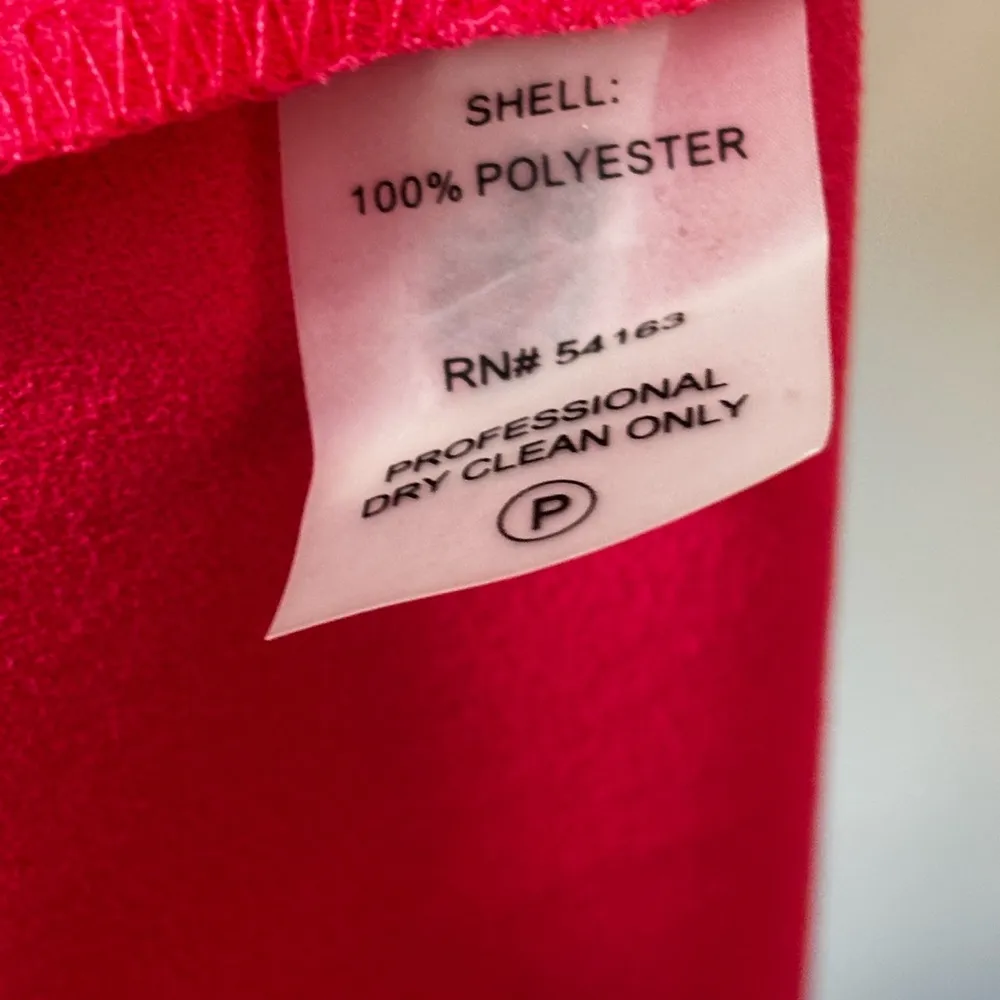 SHELL:
100% POLYESTER
RN# 54163
PROFESSIONAL
DRY CLEAN ONLY
P